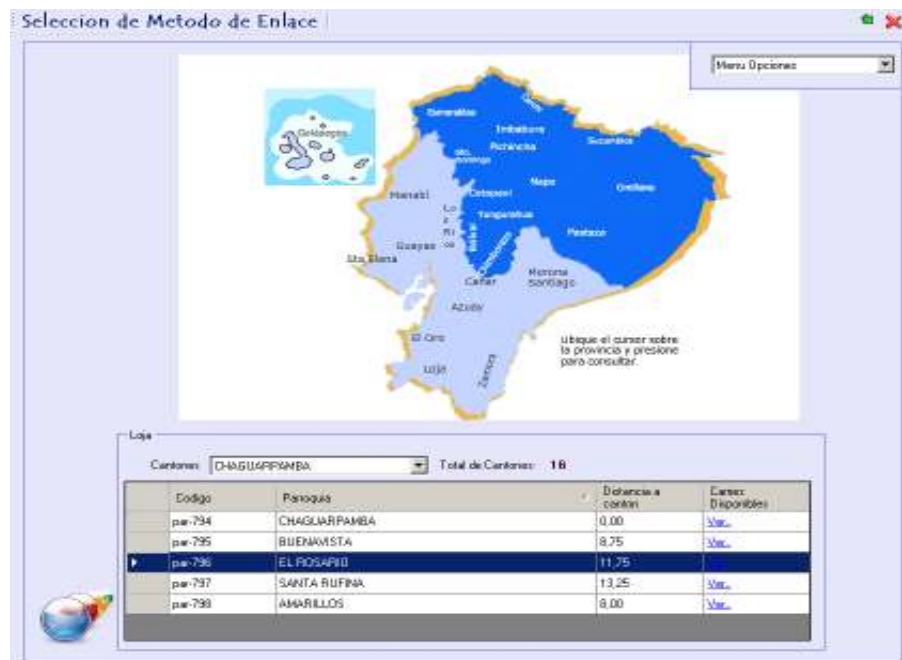 Seleccion de Metodo de Enlace
Menu Opciones
Galapagos
Esmeraldas
Carchi
Imbabura
Sto. Domingo
Pichincha
Sucumbios
Manabi
Cotopaxi
Napo
Orellana
Los Rios
Tungurahua
Bolivar
Pastaza
Guayas
Chimborazo
Sta Elena
Cañar
Morona Santiago
Azuay
El Oro
Loja
Zamora
Ubique el cursor sobre
la provincia y presione
para consultar.
Loja
Cantones CHAGUARPAMBA Total de Cantones: 16
Codigo Parroquia Distancia a canton Carnes Disponibles
par-794 CHAGUARPAMBA 0,00 Ver..
par-795 BUENAVISTA 8,75 Ver..
par-796 EL ROSARIO 11,75
par-797 SANTA RUFINA 13,25 Ver..
par-798 AMARILLOS 8,00 Ver..